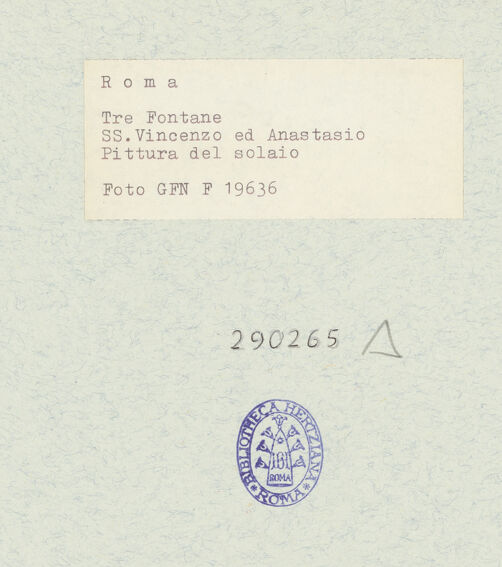 Roma
Tre Fontane
SS.Vincenzo ed Anastasio
Pittura del solaio
Foto GFN F 19636
290265
BIBLIOTHECA HERTZIANA
ROMA
* ROMA *